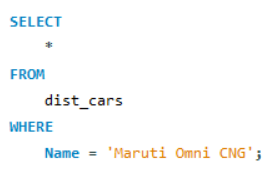 SELECT
    *
FROM
    dist_cars
WHERE
    Name = 'Maruti Omni CNG';